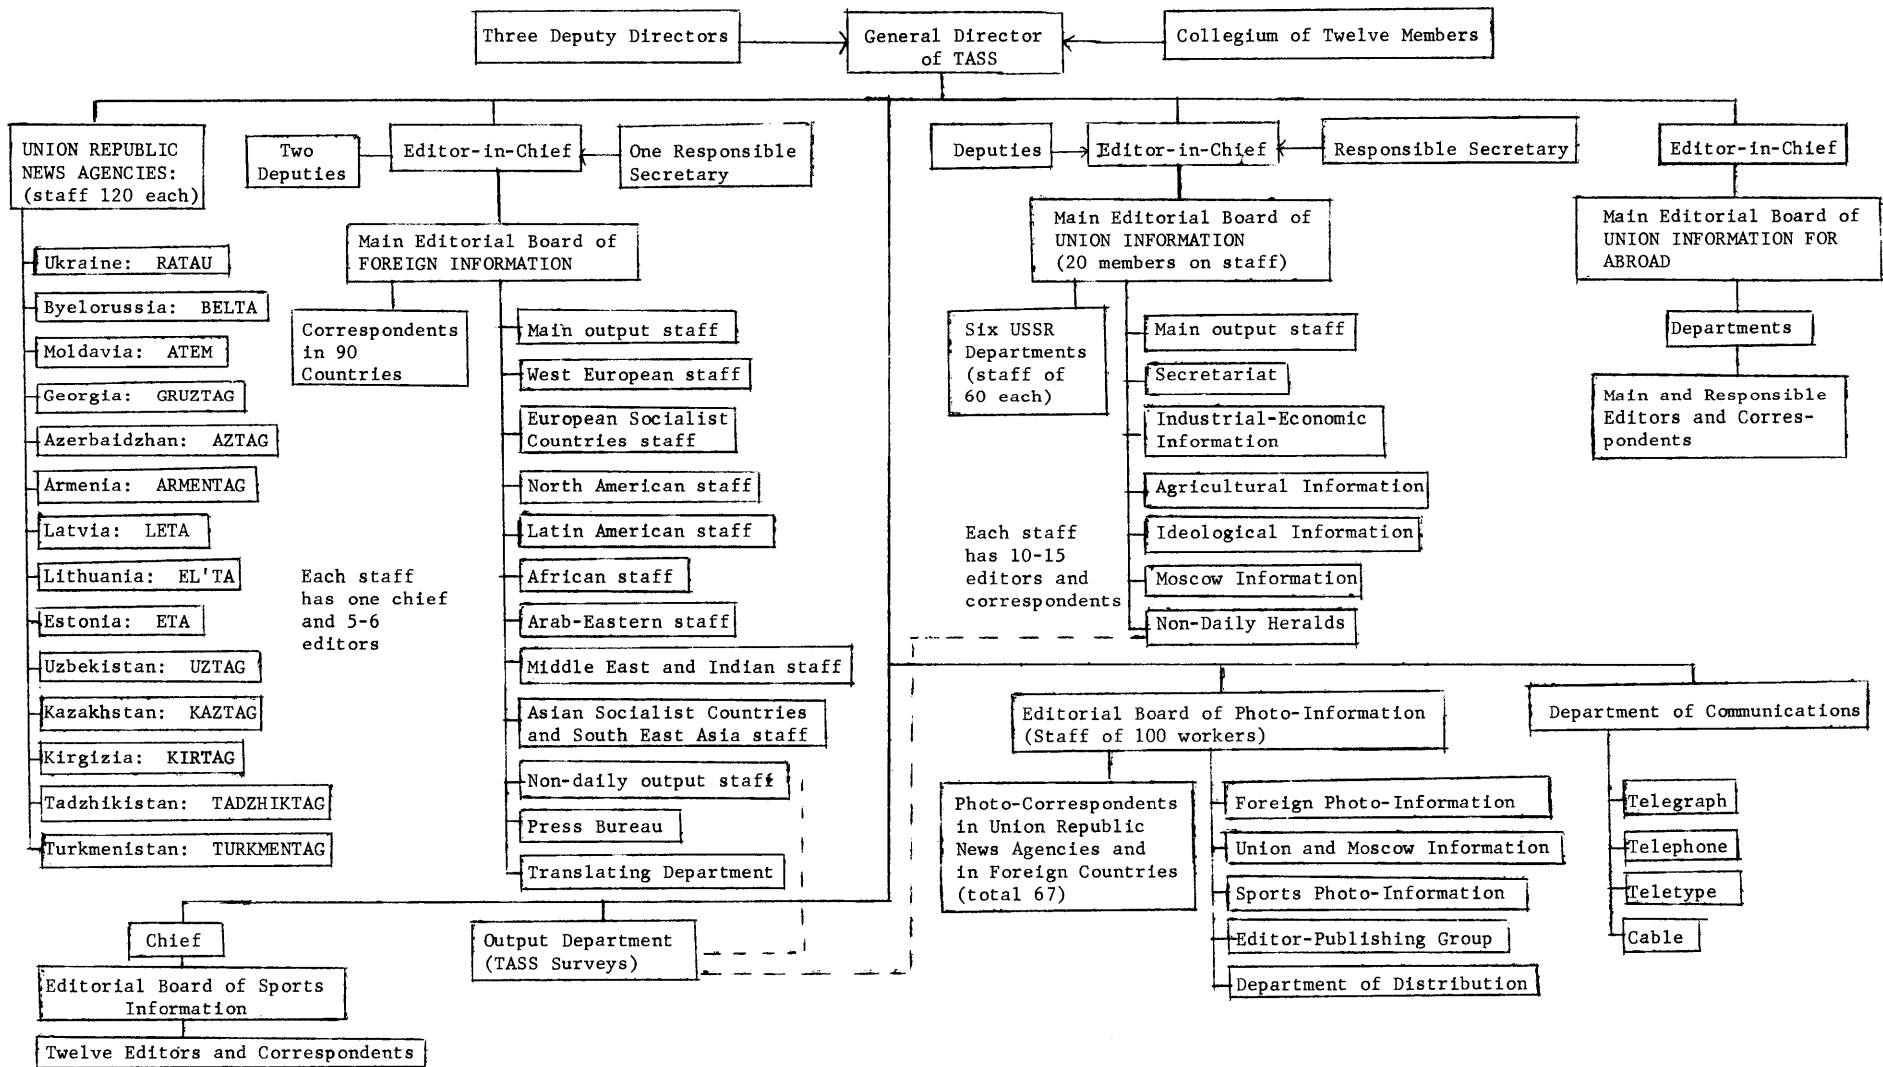 Three Deputy Directors
General Director
of TASS
Collegium of Twelve Members
UNION REPUBLIC
NEWS AGENCIES:
(staff 120 each)
Ukraine: RATAU
Byelorussia: BELTA
Moldavia: ATEM
Georgia: GRUZTAG
Azerbaidzhan: AZTAG
Armenia: ARMENTAG
Latvia: LETA
Lithuania: EL'TA
Estonia: ETA
Uzbekistan: UZTAG
Kazakhstan: KAZTAG
Kirgizia: KIRTAG
Tadzhikistan: TADZHIKTAG
Turkmenistan: TURKMENTAG
Two
Deputies
Editor-in-Chief
One Responsible
Secretary
Main Editorial Board of
FOREIGN INFORMATION
Correspondents
in 90
Countries
Each staff
has one chief
and 5-6
editors
Main output staff
West European staff
European Socialist
Countries staff
North American staff
Latin American staff
African staff
Arab-Eastern staff
Middle East and Indian staff
Asian Socialist Countries
and South East Asia staff
Non-daily output staff
Press Bureau
Translating Department
Deputies
Editor-in-Chief
Responsible Secretary
Main Editorial Board of
UNION INFORMATION
(20 members on staff)
Six USSR
Departments
(staff of
60 each)
Each staff
has 10-15
editors and
correspondents
Main output staff
Secretariat
Industrial-Economic
Information
Agricultural Information
Ideological Information
Moscow Information
Non-Daily Heralds
Editor-in-Chief
Main Editorial Board of
UNION INFORMATION FOR
ABROAD
Departments
Main and Responsible
Editors and Corres-
pondents
Editorial Board of Photo-Information
(Staff of 100 workers)
Photo-Correspondents
in Union Republic
News Agencies and
in Foreign Countries
(total 67)
Foreign Photo-Information
Union and Moscow Information
Sports Photo-Information
Editor-Publishing Group
Department of Distribution
Department of Communications
Telegraph
Telephone
Teletype
Cable
Chief
Editorial Board of Sports
Information
Twelve Editors and Correspondents
Output Department
(TASS Surveys)